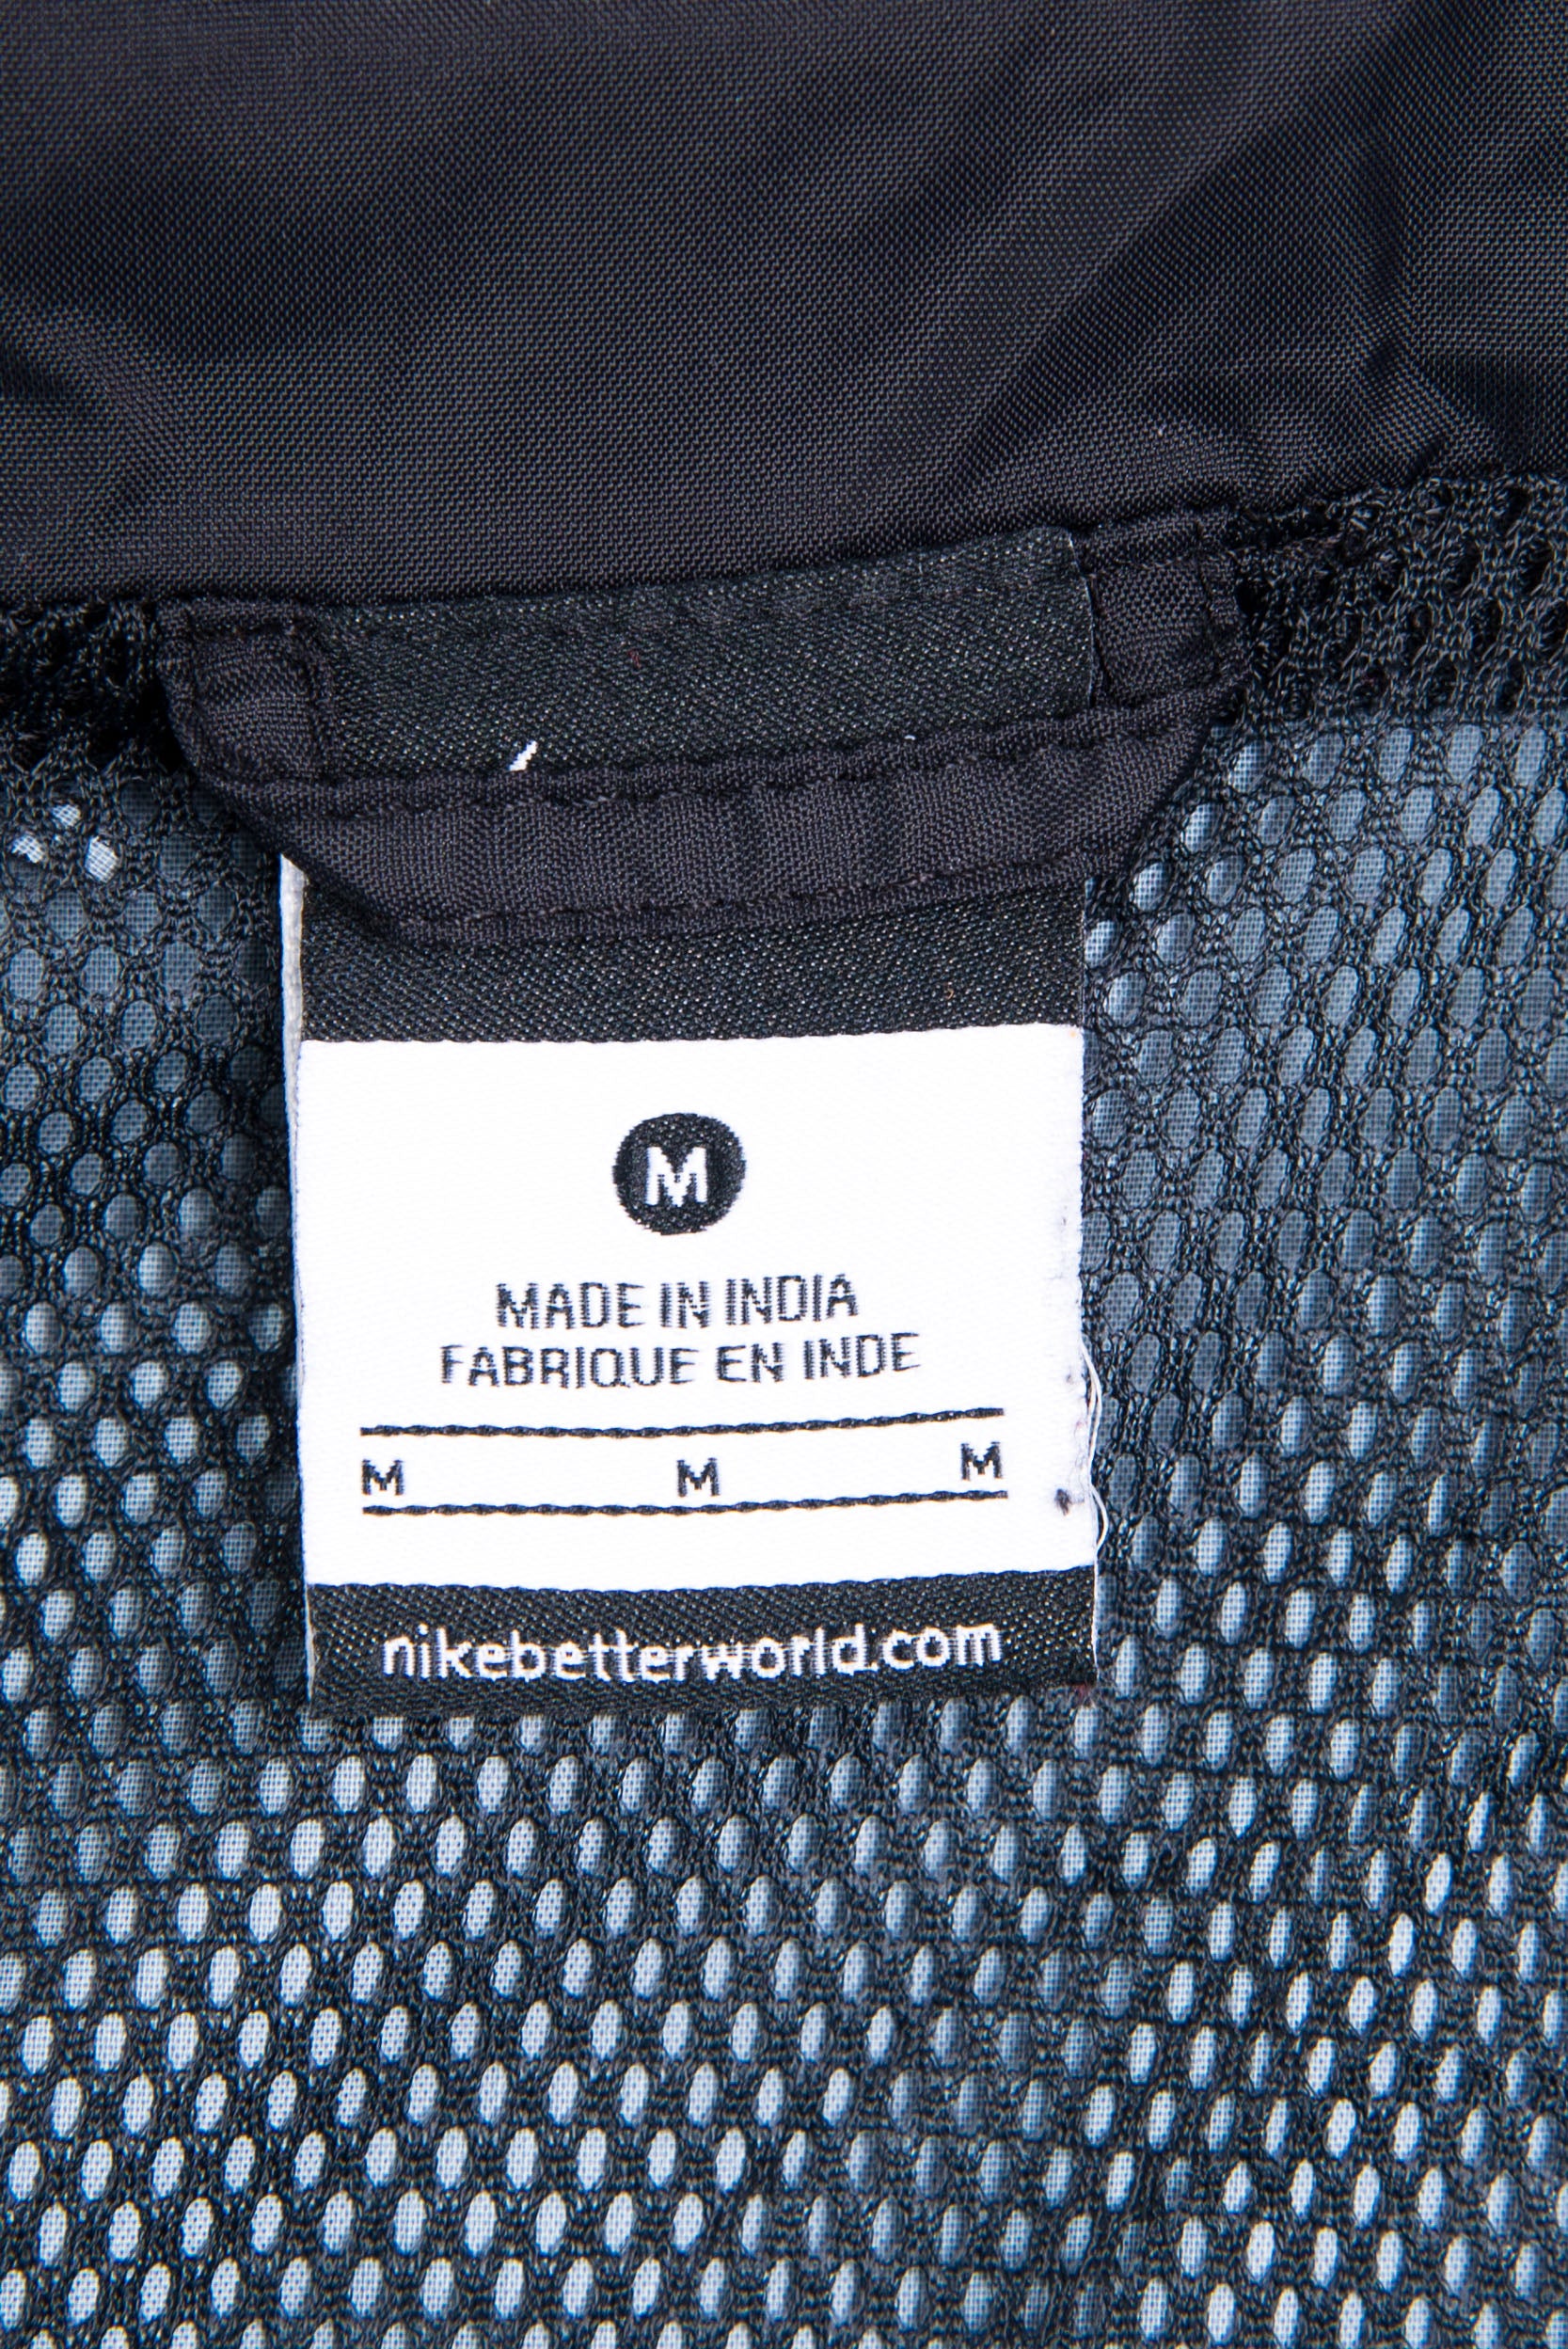 M
MADE IN INDIA
FABRIQUE EN INDE
M M M
nikebetterworld.com